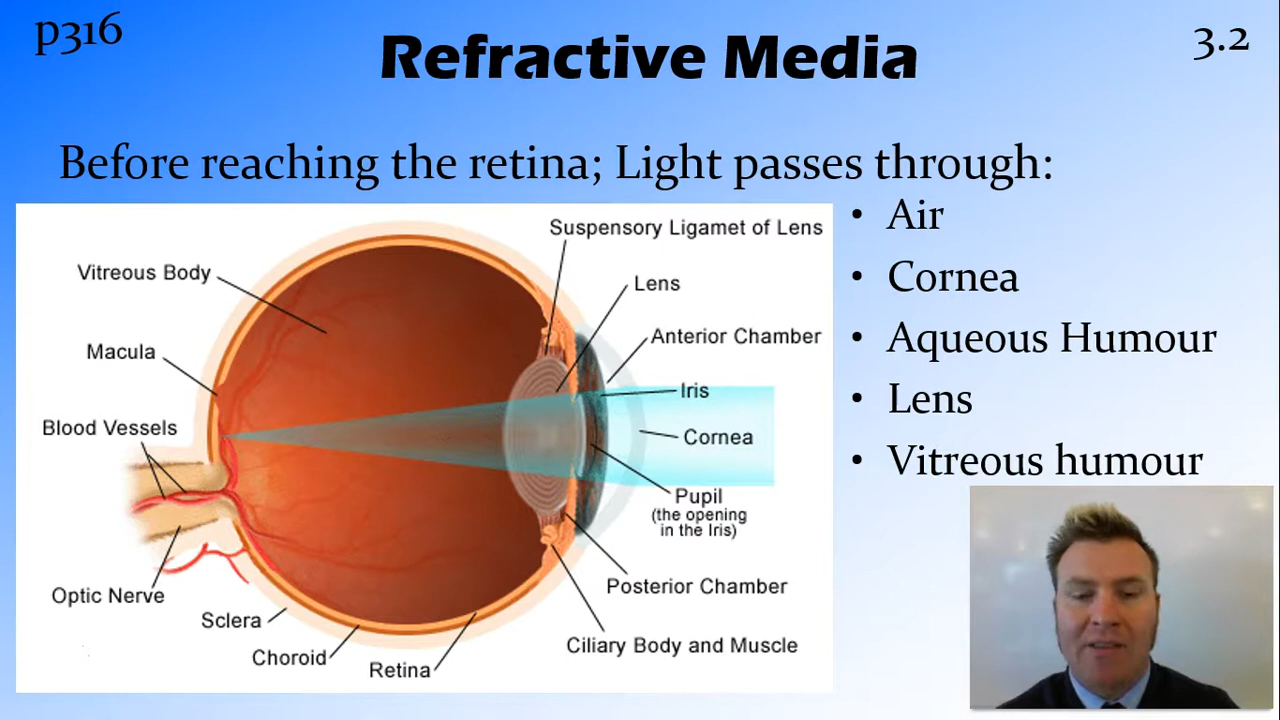 p316
Refractive Media
3.2
Before reaching the retina; Light passes through:
• Air
• Cornea
• Aqueous Humour
• Lens
• Vitreous humour
Suspensory Ligamet of Lens
Vitreous Body
Lens
Anterior Chamber
Macula
Iris
Blood Vessels
Cornea
Pupil
(the opening
in the Iris)
Posterior Chamber
Optic Nerve
Sclera
Ciliary Body and Muscle
Choroid
Retina